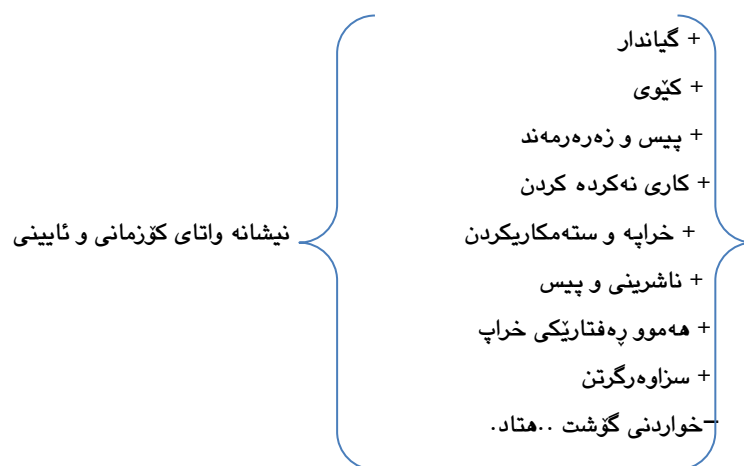 + گیاندار
+ کێوی
+ پیس و زەرەرمەند
+ کاری نەکردە کردن
+ خراپە و ستەمکاریکردن
نیشانە واتای کۆزمانی و ئایینی
+ ناشرینی و پیس
+ هەموو ڕەفتارێکی خراپ
+ سزاوەرگرتن
–خواردنی گۆشت ..هتاد.